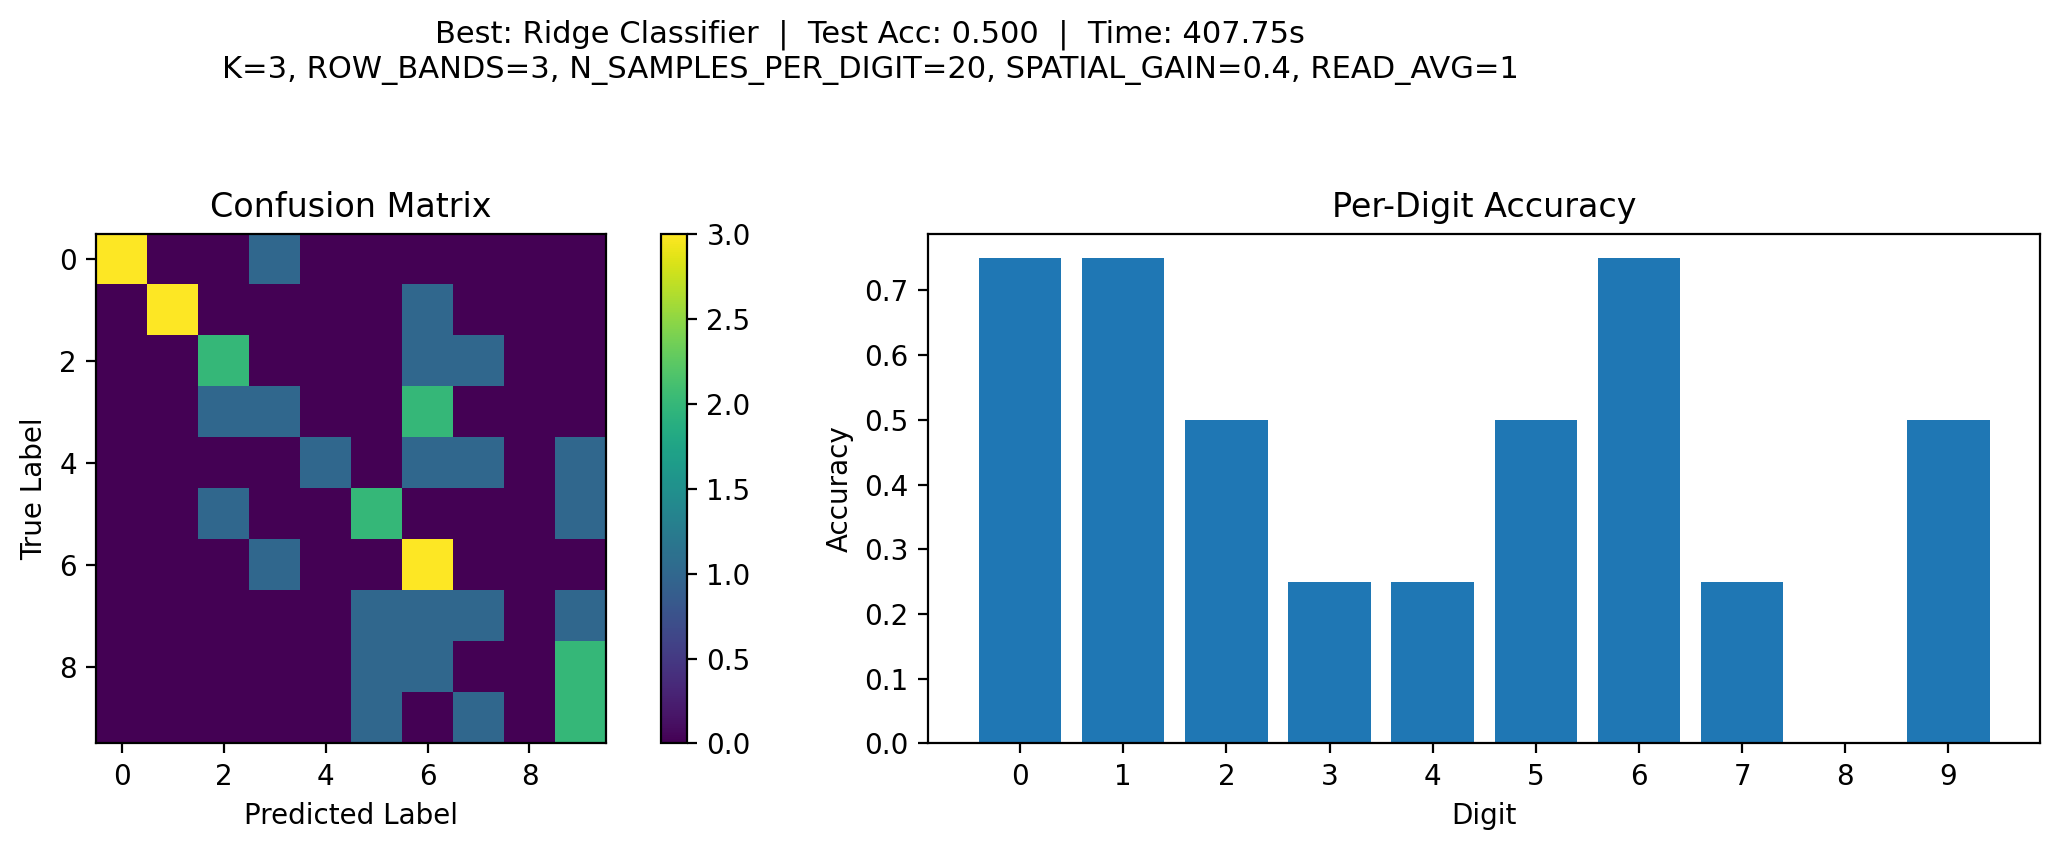 Best: Ridge Classifier | Test Acc: 0.500 | Time: 407.75s
K=3, ROW_BANDS=3, N_SAMPLES_PER_DIGIT=20, SPATIAL_GAIN=0.4, READ_AVG=1
Confusion Matrix
True Label
0
2
4
6
8
0 2 4 6 8
Predicted Label
3.0
2.5
2.0
1.5
1.0
0.5
0.0
Per-Digit Accuracy
Accuracy
0.7
0.6
0.5
0.4
0.3
0.2
0.1
0.0
0 1 2 3 4 5 6 7 8 9
Digit